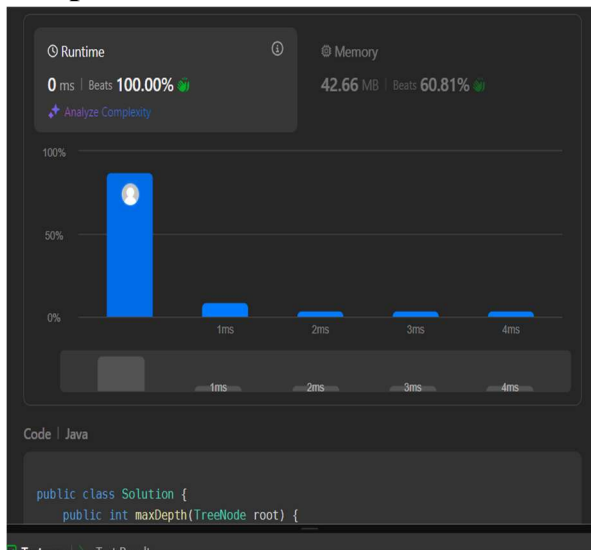 Runtime
0 ms | Beats 100.00%
Analyze Complexity
Memory
42.66 MB | Beats 60.81%
100%
50%
0%
1ms 2ms 3ms 4ms
1ms 2ms 3ms 4ms
Code | Java
public class Solution {
public int maxDepth(TreeNode root) {